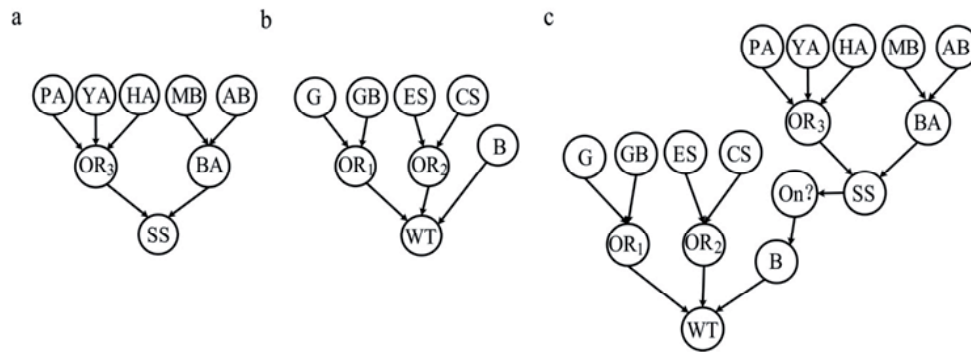 a
PA YA HA MB AB
OR3 BA
SS
b
G GB ES CS
B
OR1 OR2
WT
c
PA YA HA MB AB
OR3 BA
G GB ES CS
On? SS
OR1 OR2 B
WT